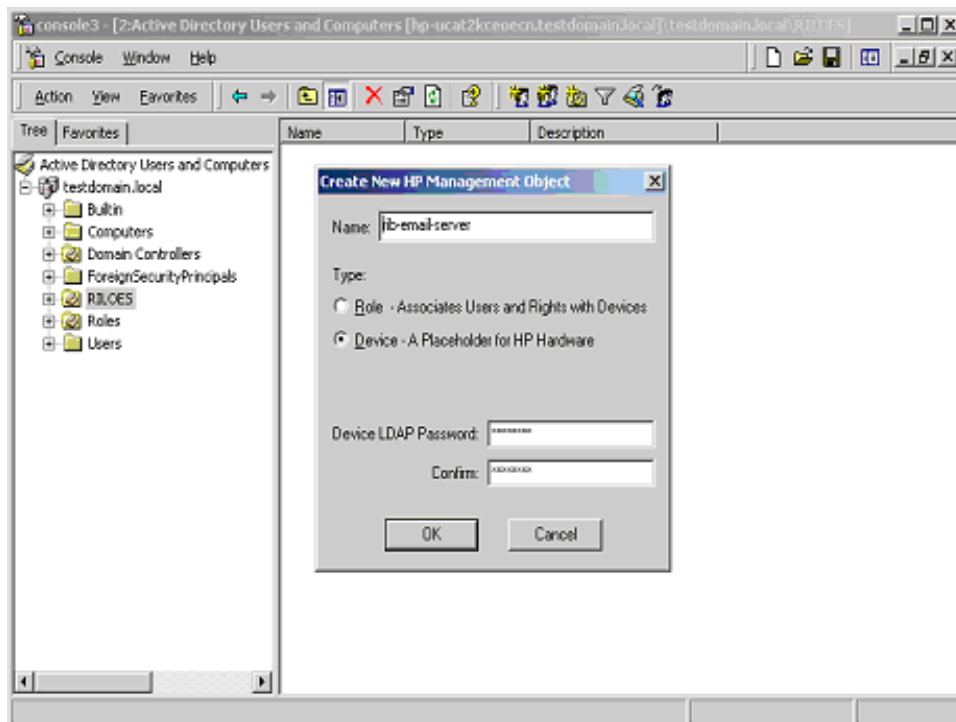 console3 - [2:Active Directory Users and Computers [hp-ucat2kceoecn.testdomain.local]\testdomain.local\RILOES]
Console Window Help
Action View Favorites
Tree Favorites
Name Type Description
Active Directory Users and Computers
testdomain.local
Builtin
Computers
Domain Controllers
ForeignSecurityPrincipals
RILOES
Roles
Users
Create New HP Management Object
Name: rib-email-server
Type:
Role - Associates Users and Rights with Devices
Device - A Placeholder for HP Hardware
Device LDAP Password: ********
Confirm: ********
OK Cancel